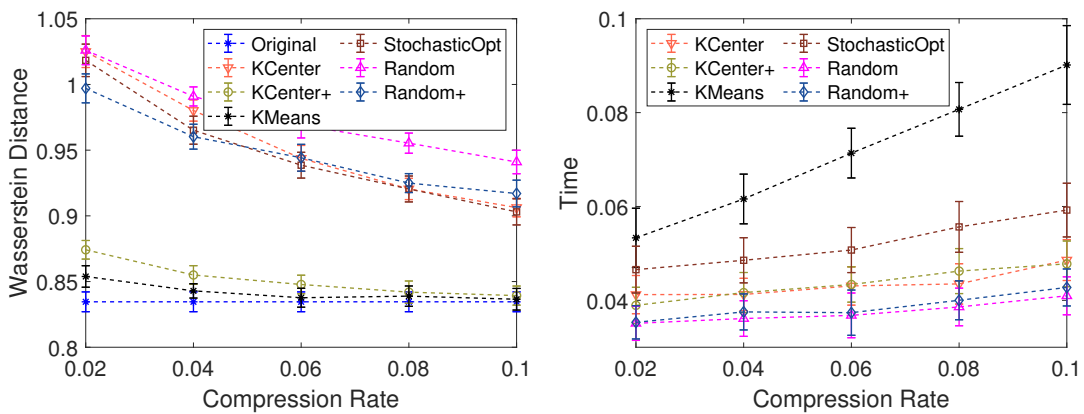 1.05
1
0.95
0.9
0.85
0.8
Wasserstein Distance
Original
KCenter
KCenter+
KMeans
StochasticOpt
Random
Random+
0.02
0.04
0.06
0.08
0.1
Compression Rate
0.1
0.08
0.06
0.04
Time
KCenter
KCenter+
KMeans
StochasticOpt
Random
Random+
0.02
0.04
0.06
0.08
0.1
Compression Rate